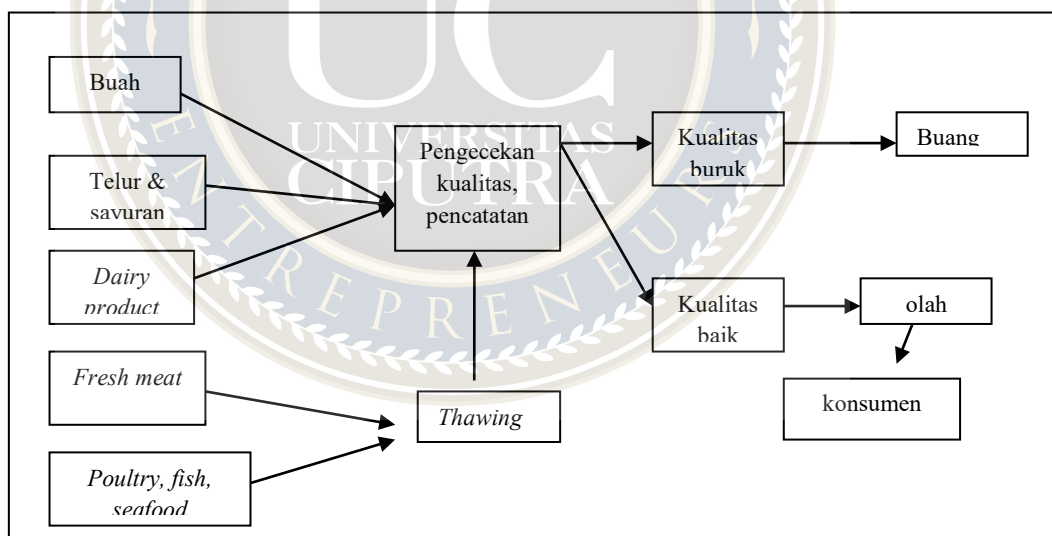 Buah
Telur &
sayuran
Dairy
product
Fresh meat
Poultry, fish,
seafood
Pengecekan
kualitas,
pencatatan
Thawing
Kualitas
buruk
Buang
Kualitas
baik
olah
konsumen
UC
UNIVERSITAS
CIPUTRA
ENTREPRENEURS